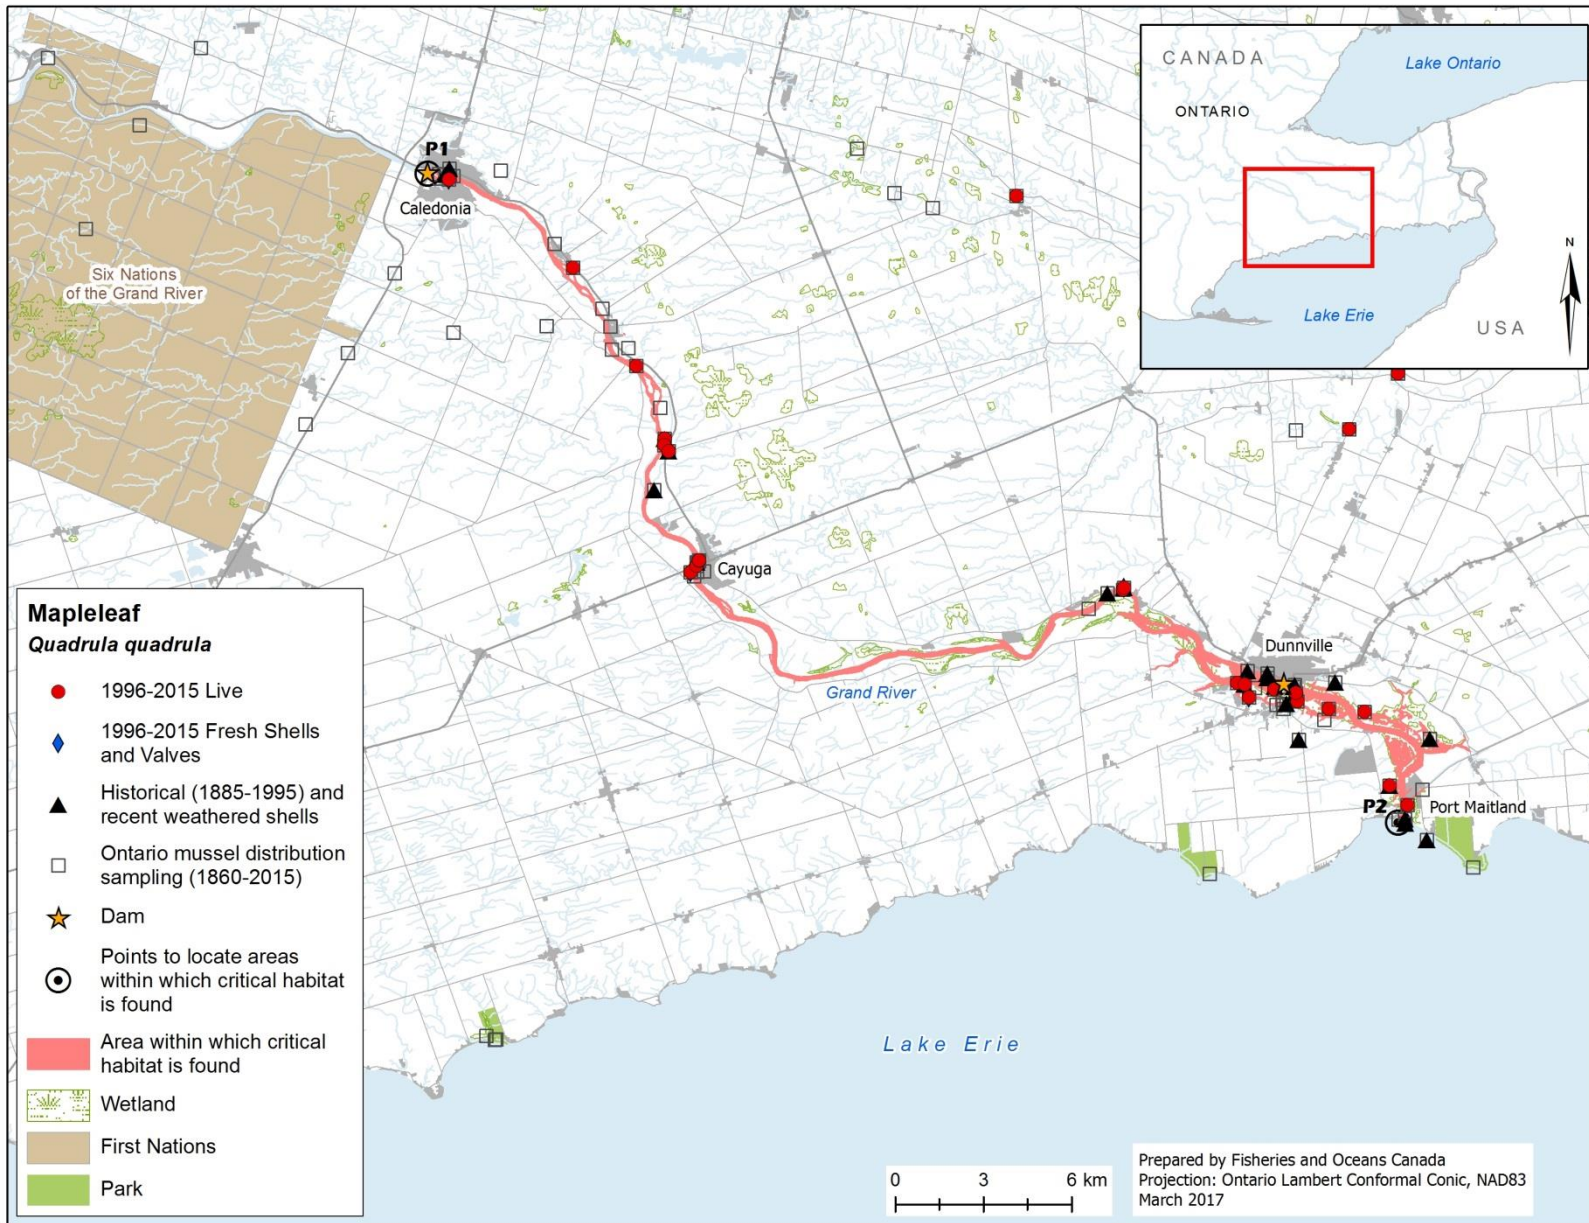 CANADA
Lake Ontario
ONTARIO
N
Lake Erie
USA
P1
Caledonia
Six Nations
of the Grand River
Cayuga
Dunnville
Grand River
P2
Port Maitland
Lake Erie
Mapleleaf
Quadrula quadrula
1996-2015 Live
1996-2015 Fresh Shells
and Valves
Historical (1885-1995) and
recent weathered shells
Ontario mussel distribution
sampling (1860-2015)
Dam
Points to locate areas
within which critical habitat
is found
Area within which critical
habitat is found
Wetland
First Nations
Park
0 3 6 km
Prepared by Fisheries and Oceans Canada
Projection: Ontario Lambert Conformal Conic, NAD83
March 2017